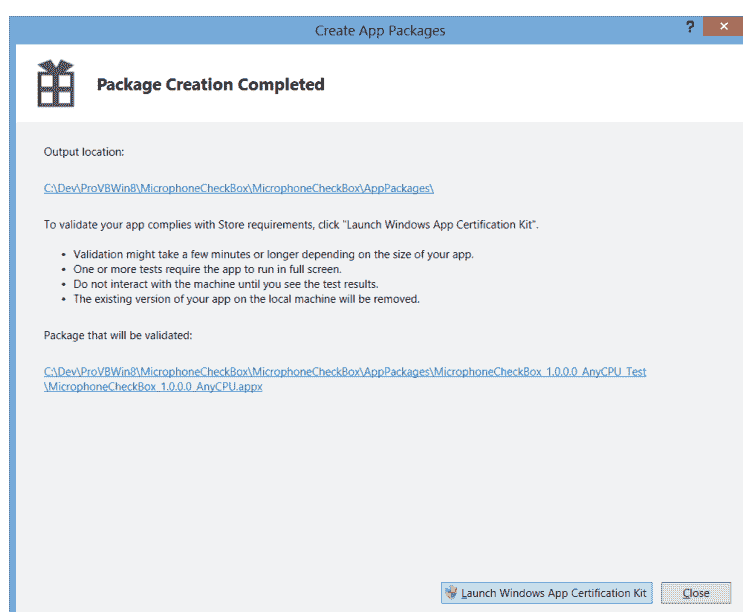 Create App Packages
?
Package Creation Completed
Output location:
C:\Dev\ProVBWin8\MicrophoneCheckBox\MicrophoneCheckBox\AppPackages\
To validate your app complies with Store requirements, click "Launch Windows App Certification Kit".
• Validation might take a few minutes or longer depending on the size of your app.
• One or more tests require the app to run in full screen.
• Do not interact with the machine until you see the test results.
• The existing version of your app on the local machine will be removed.
Package that will be validated:
C:\Dev\ProVBWin8\MicrophoneCheckBox\MicrophoneCheckBox\AppPackages\MicrophoneCheckBox_1.0.0.0_AnyCPU_Test
\MicrophoneCheckBox_1.0.0.0_AnyCPU.appx
Launch Windows App Certification Kit
Close